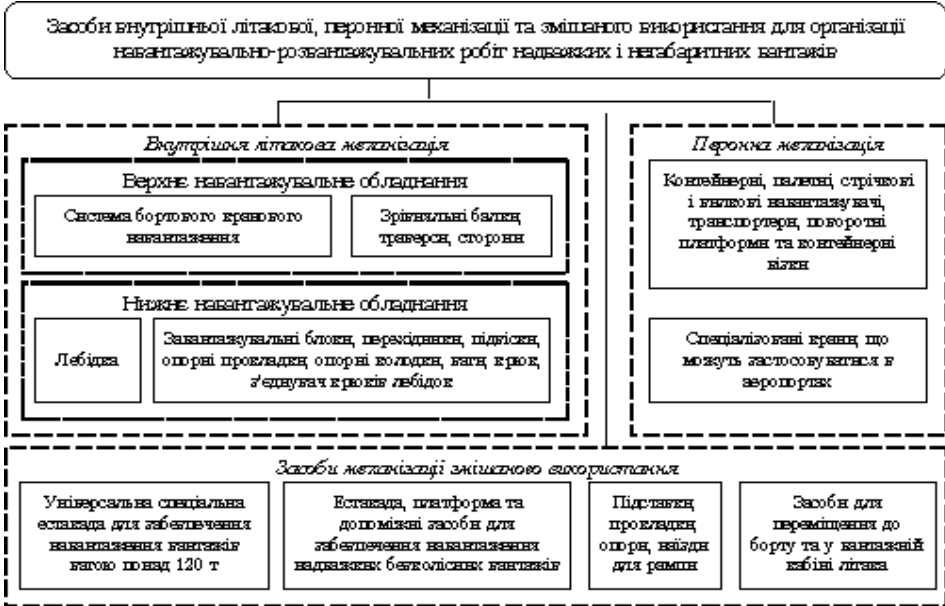 Засоби внутрішньої літакової, перонної механізації та змішаного використання для організації
навантажувально-розвантажувальних робіт надважких і негабаритних вантажів
Внутрішня літакова механізація
Верхнє навантажувальне обладнання
Система бортового кранового
навантаження
Зрівняльні балки,
траверси, сторони
Нижнє навантажувальне обладнання
Лебідка
Завантажувальні блоки, перехідники, підвіски,
опорні прокладки, опорні колодки, ваги, крюк,
з'єднувач крюків лебідок
Перонна механізація
Контейнерні, палетні, стрічкові
і вилкові навантажувачі,
транспортери, поворотні
платформи та контейнерні
візки
Спеціалізовані крани, що
можуть застосовуватися в
аеропортах
Засоби механізації змішаного використання
Універсальна спеціальна
естакада для забезпечення
навантаження вантажів
вагою понад 120 т
Естакада, платформа та
допоміжні засоби для
забезпечення навантаження
надважких безколісних вантажів
Підставки,
прокладки,
опори, наїзди
для рампи
Засоби для
переміщення до
борту та у вантажній
кабіні літака